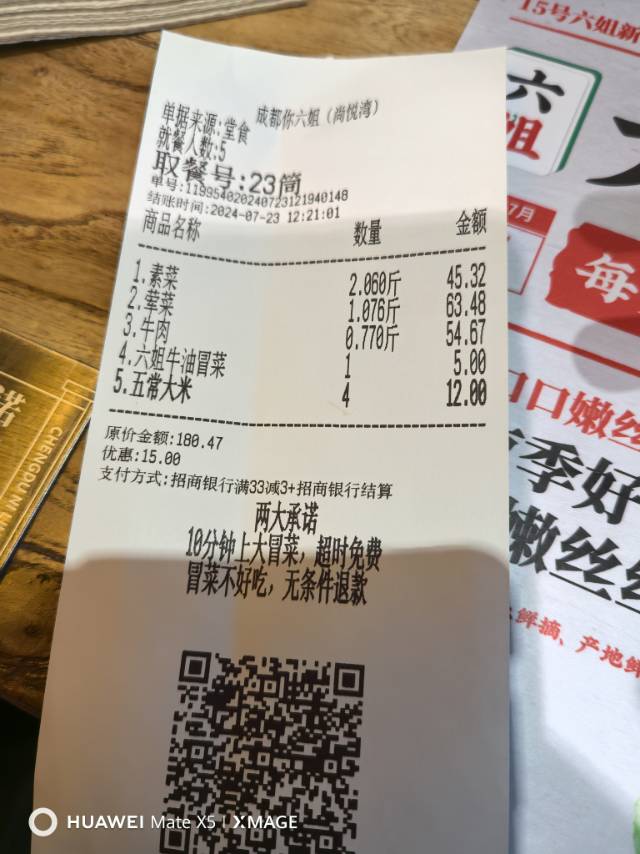 成都你六姐（尚悦湾）
单据来源:堂食
就餐人数:5
取餐号:23筒
单号:119954020240723121940148
结账时间:2024-07-23 12:21:01
商品名称 数量 金额
1.素菜 2.060斤 45.32
2.荤菜 1.076斤 63.48
3.牛肉 0.770斤 54.67
4.六姐牛油冒菜 1 5.00
5.五常大米 4 12.00
原价金额:180.47
优惠:15.00
支付方式:招商银行满33减3+招商银行结算
两大承诺
10分钟上大冒菜，超时免费
冒菜不好吃，无条件退款
15号六姐新
六
姐
7月
每
口口嫩丝
季好
嫩丝丝
鲜摘、产地鲜
诺
CHENGDU NI
HUAWEI Mate X5 | XMAGE